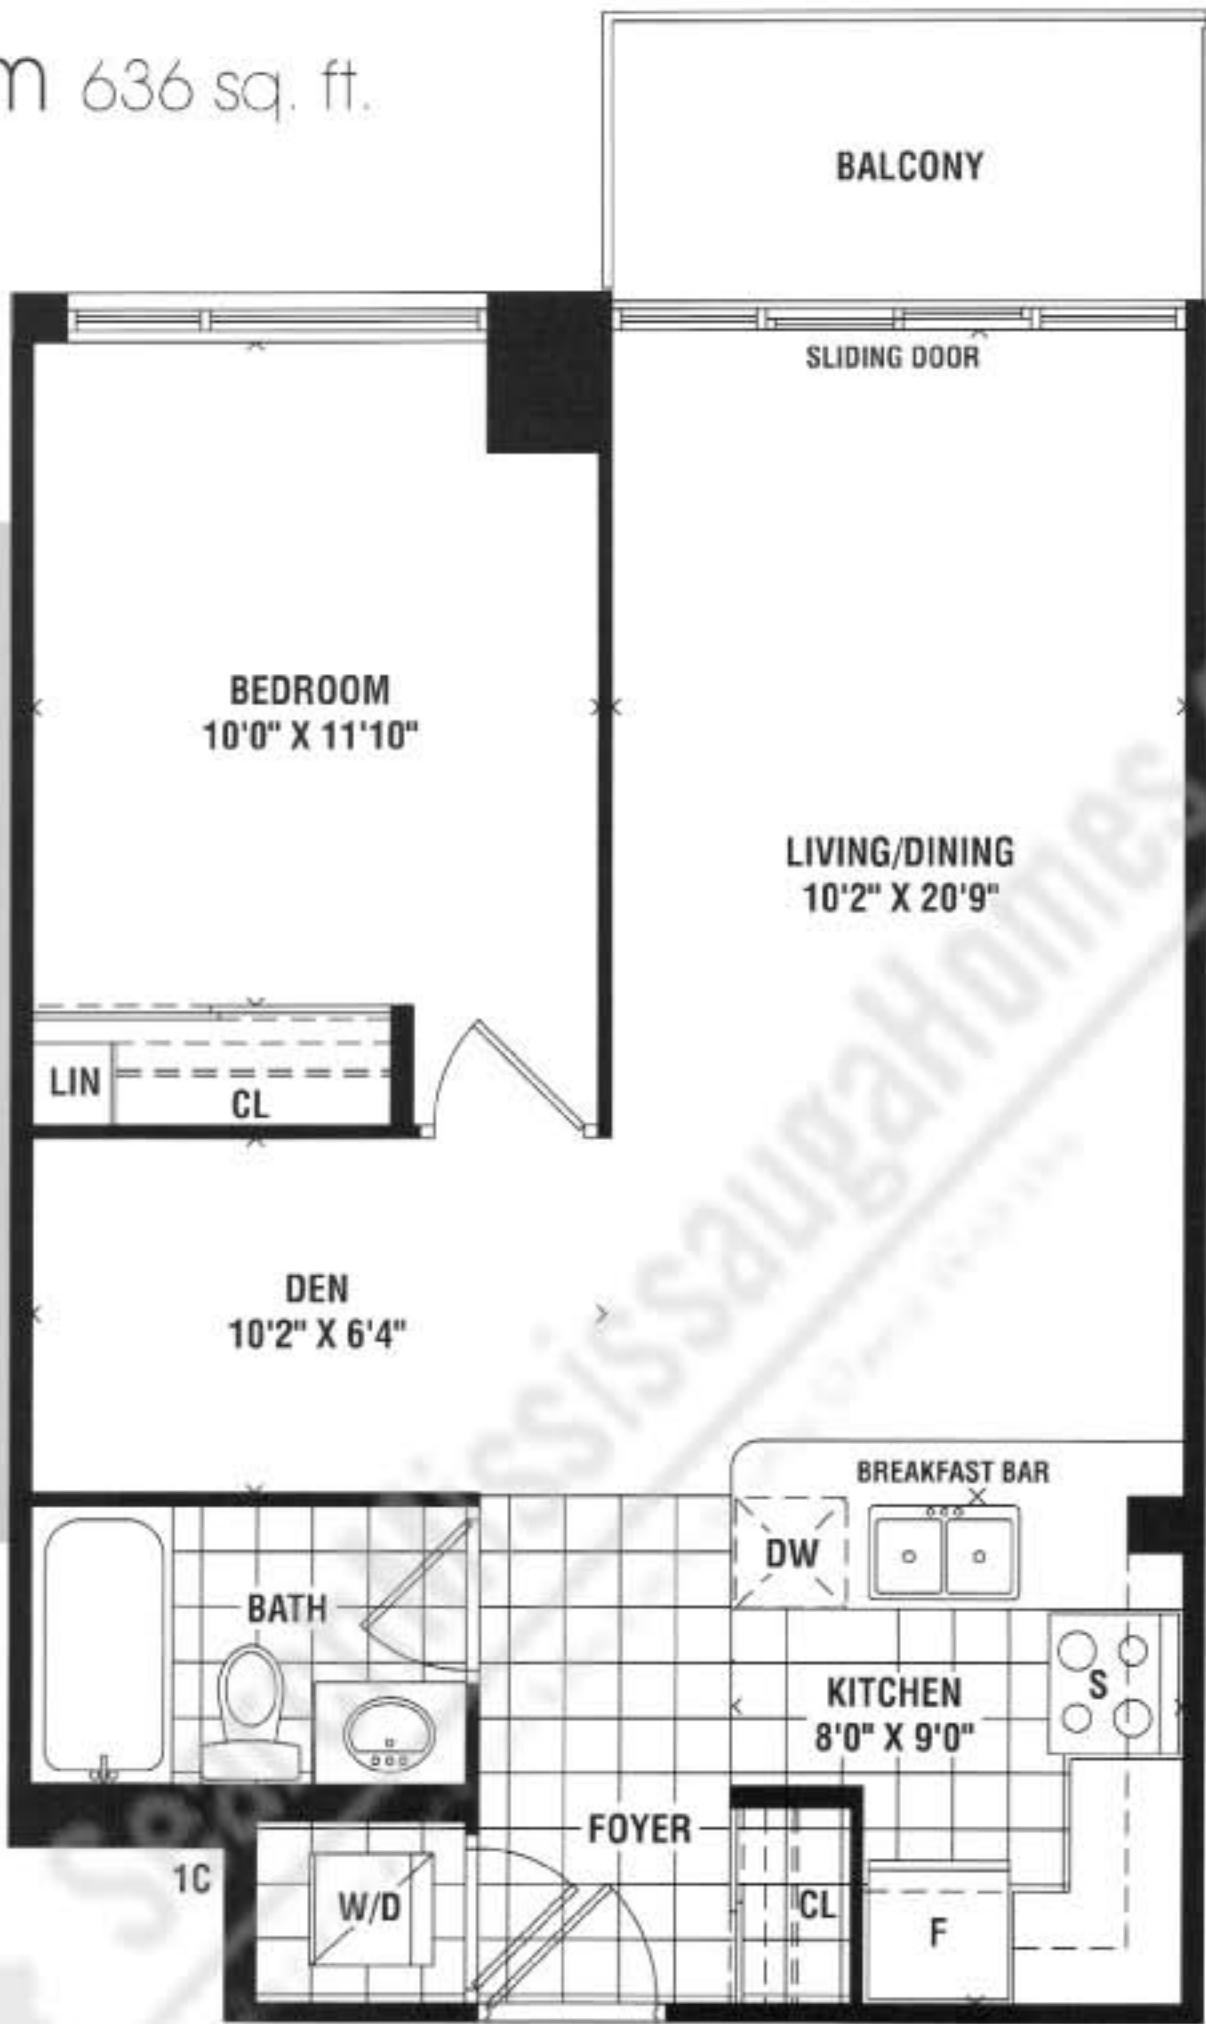 m 636 sq. ft.
BALCONY
SLIDING DOOR
BEDROOM
10'0" X 11'10"
LIVING/DINING
10'2" X 20'9"
LIN
CL
DEN
10'2" X 6'4"
BREAKFAST BAR
DW
BATH
KITCHEN
8'0" X 9'0"
S
FOYER
1C
W/D
CL
F